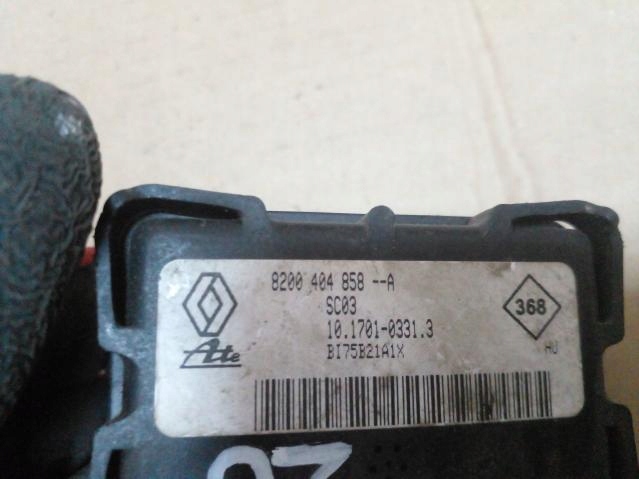 8200 404 858 --A
SC03
10.1701-0331.3
BI75B21A1X
Ate
368
HU